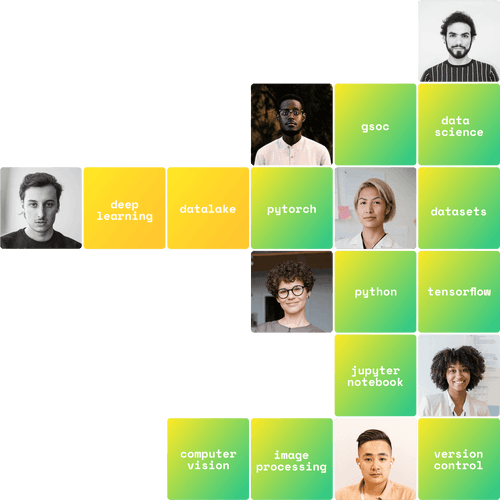 gsoc
data
science
deep
learning
datalake
pytorch
datasets
python
tensorflow
jupyter
notebook
computer
vision
image
processing
version
control